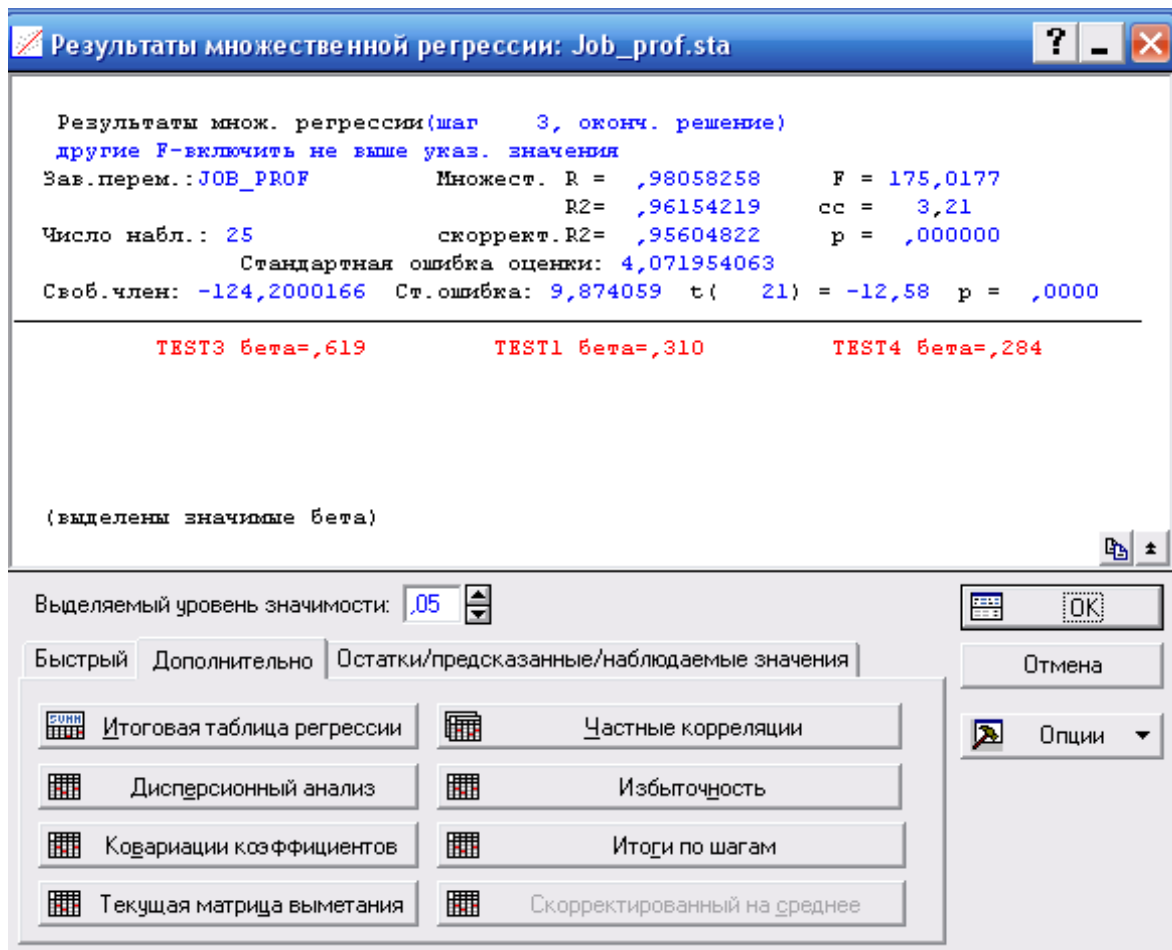 Результаты множественной регрессии: Job_prof.sta
Результаты множ. регрессии(шаг 3, оконч. решение)
другие F-включить не выше указ. значения
Зав.перем.:JOB_PROF Множест. R = ,98058258 F = 175,0177
R2= ,96154219 сс = 3,21
Число набл.: 25 скоррект.R2= ,95604822 p = ,000000
Стандартная ошибка оценки: 4,071954063
Своб.член: -124,2000166 Ст.ошибка: 9,874059 t( 21) = -12,58 p = ,0000
TEST3 бета=,619 TEST1 бета=,310 TEST4 бета=,284
(выделены значимые бета)
Выделяемый уровень значимости: ,05
OK
Быстрый Дополнительно Остатки/предсказанные/наблюдаемые значения
Отмена
SUMM Итоговая таблица регрессии Частные корреляции
Опции
Дисперсионный анализ Избыточность
Ковариации коэффициентов Итоги по шагам
Текущая матрица выметания Скорректированный на среднее